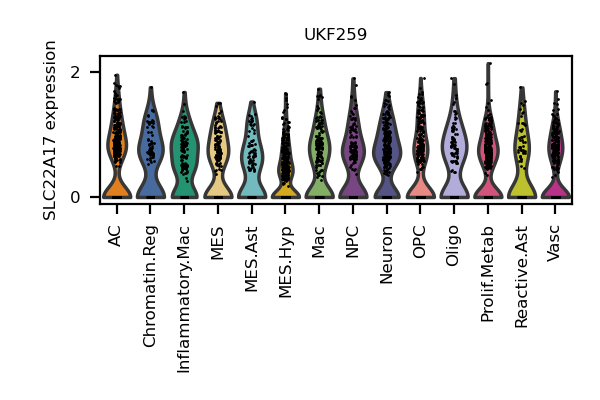 UKF259
SLC22A17 expression
2
0
AC
Chromatin.Reg
Inflammatory.Mac
MES
MES.Ast
MES.Hyp
Mac
NPC
Neuron
OPC
Oligo
Prolif.Metab
Reactive.Ast
Vasc